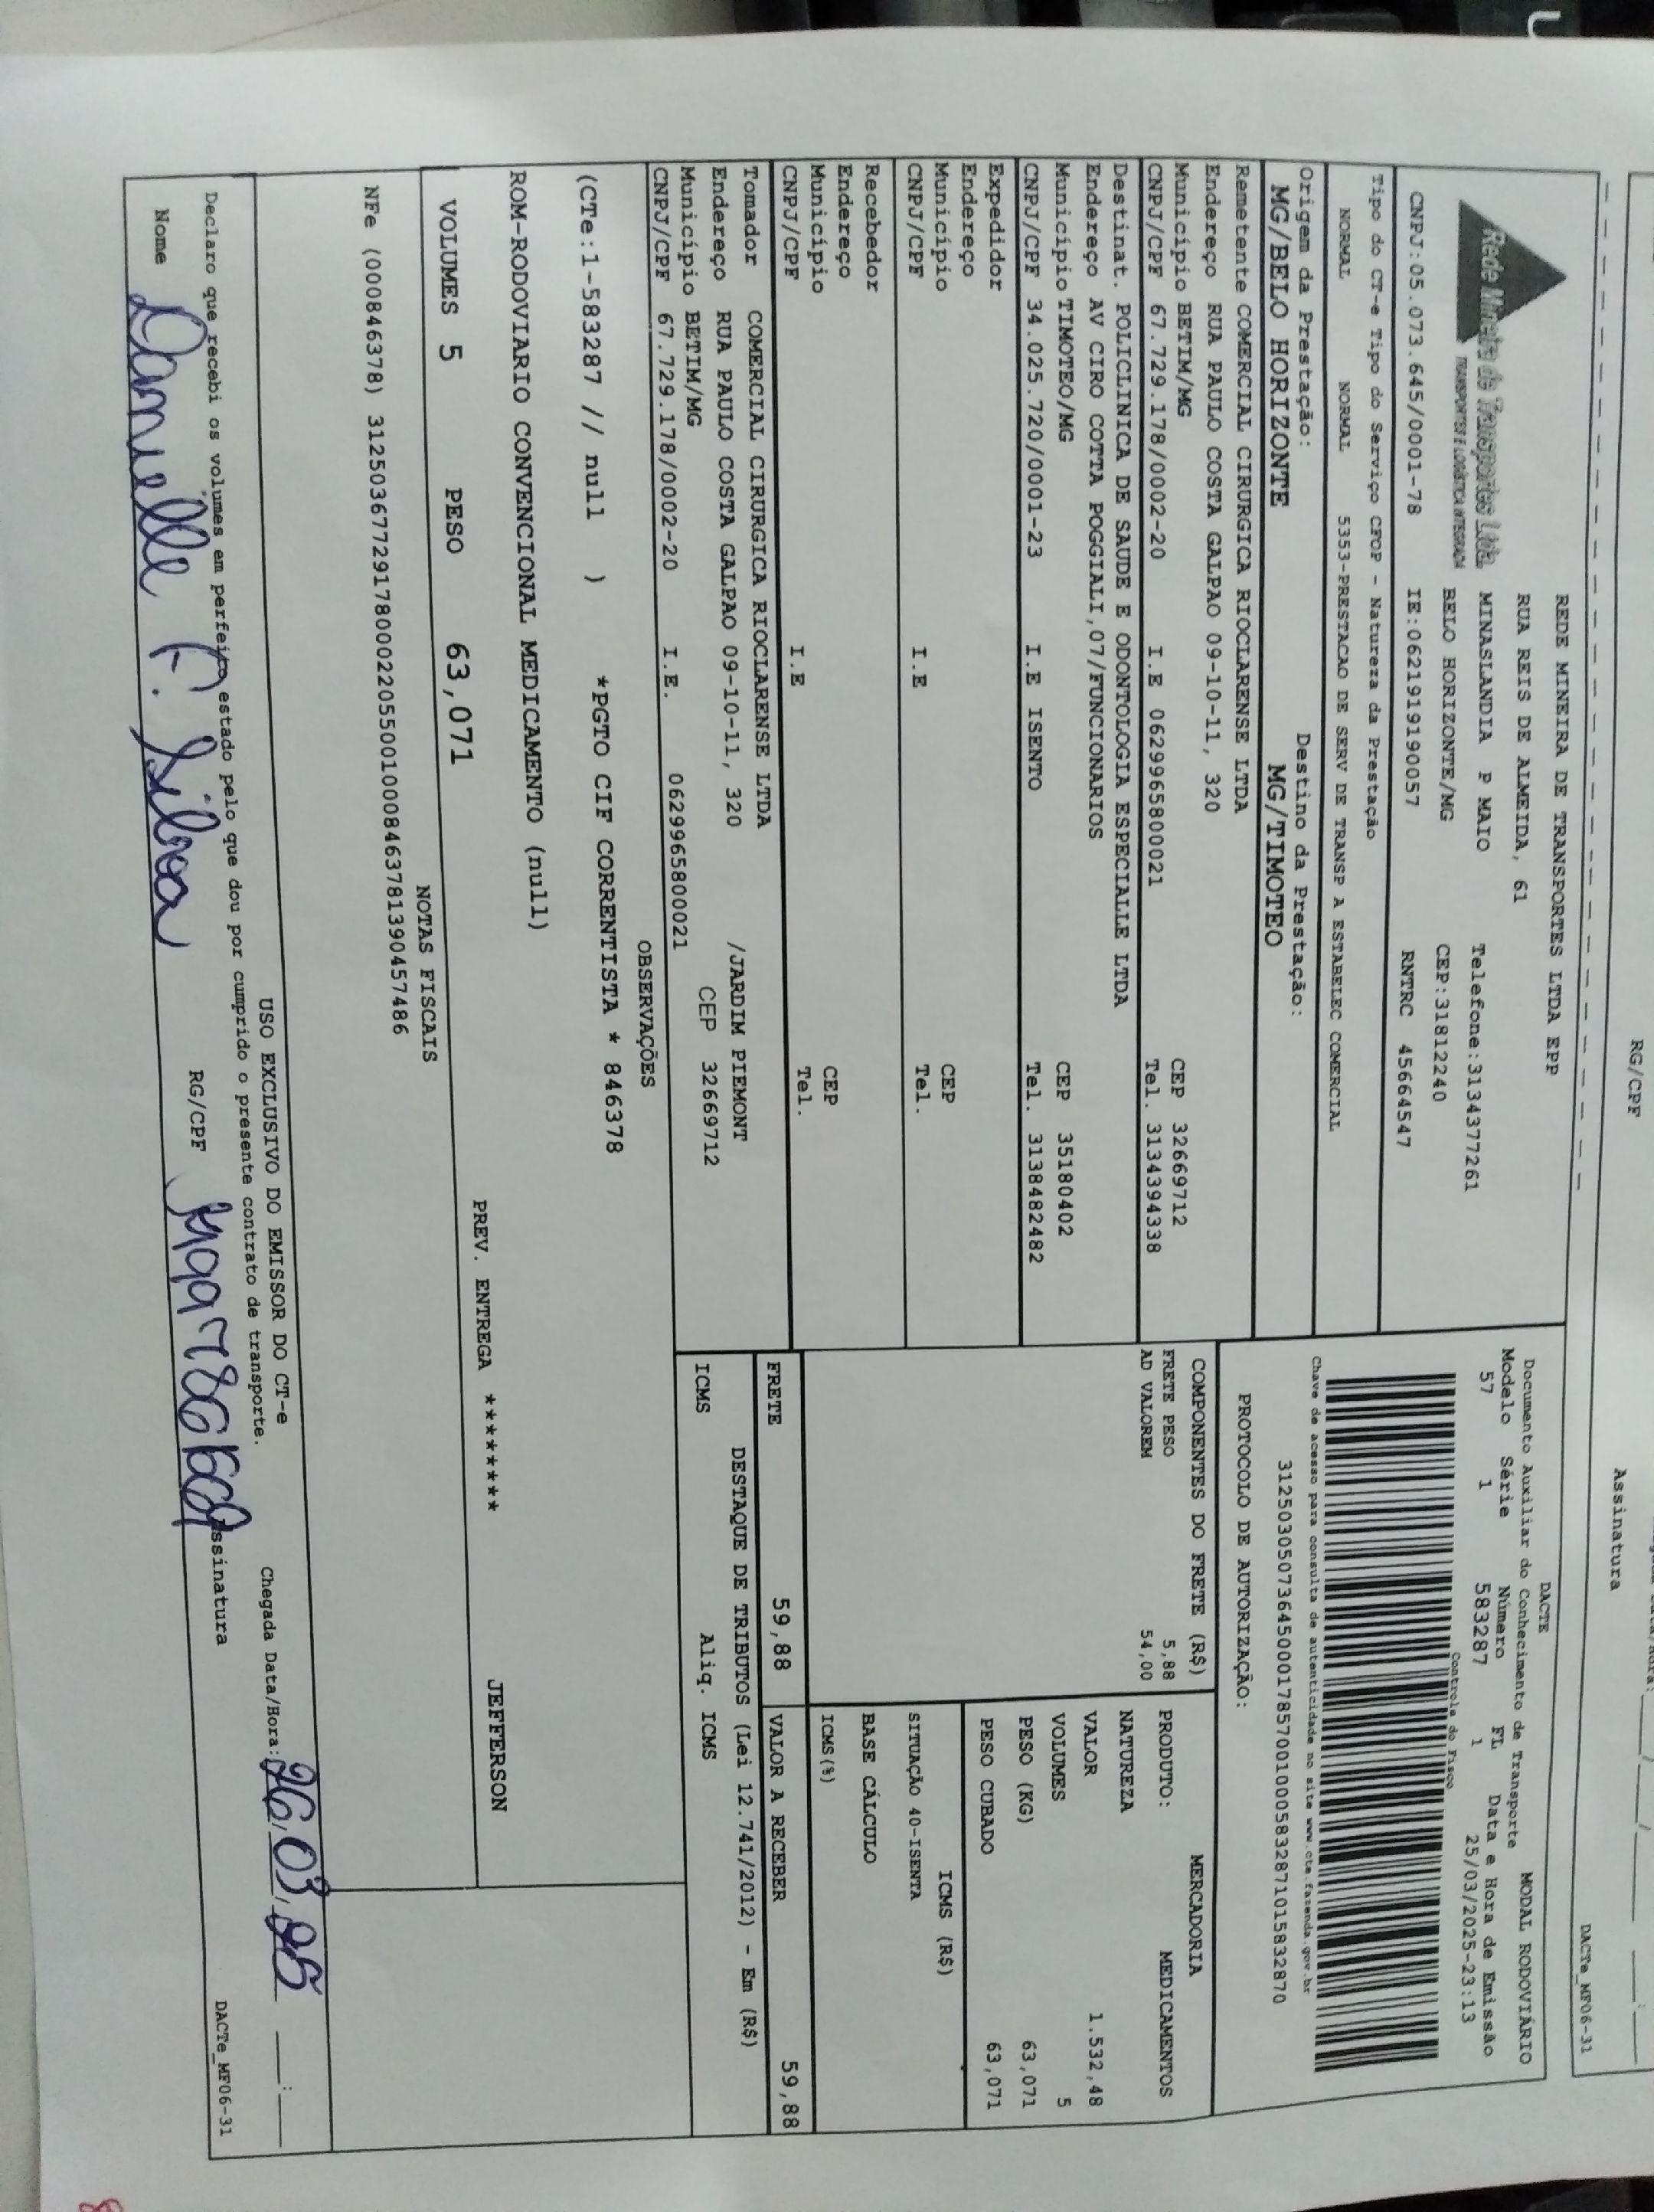 RG/CPF
Assinatura
DACTe_MF06-31
Rede Mineira de Transportes Ltda.
TRANSPORTES E LOGÍSTICA INTEGRADA
REDE MINEIRA DE TRANSPORTES LTDA EPP
RUA REIS DE ALMEIDA, 61
MINASLANDIA P MAIO Telefone:3134377261
BELO HORIZONTE/MG CEP:31812240
CNPJ:05.073.645/0001-78 IE:0621919190057 RNTRC 45664547
DACTE MODAL RODOVIÁRIO
Documento Auxiliar do Conhecimento de Transporte
Modelo Série Número FL Data e Hora de Emissão
57 1 583287 1 25/03/2025-23:13
Controle do Fisco
Tipo do CT-e Tipo do Serviço CFOP - Natureza da Prestação
NORMAL NORMAL 5353-PRESTACAO DE SERV DE TRANSP A ESTABELEC COMERCIAL
Chave de acesso para consulta de autenticidade no site www.cte.fazenda.gov.br
31250305073645000178570010005832871015832870
PROTOCOLO DE AUTORIZAÇÃO:
Origem da Prestação: Destino da Prestação:
MG/BELO HORIZONTE MG/TIMOTEO
Remetente COMERCIAL CIRURGICA RIOCLARENSE LTDA
Endereço RUA PAULO COSTA GALPAO 09-10-11, 320
Município BETIM/MG CEP 32669712
CNPJ/CPF 67.729.178/0002-20 I.E 0629965800021 Tel. 3134394338
Destinat. POLICLINICA DE SAUDE E ODONTOLOGIA ESPECIALLE LTDA
Endereço AV CIRO COTTA POGGIALI,07/FUNCIONARIOS
Município TIMOTEO/MG CEP 35180402
CNPJ/CPF 34.025.720/0001-23 I.E ISENTO Tel. 3138482482
Expedidor
Endereço
Município CEP
CNPJ/CPF I.E Tel.
Recebedor
Endereço
Município CEP
CNPJ/CPF I.E Tel.
Tomador COMERCIAL CIRURGICA RIOCLARENSE LTDA
Endereço RUA PAULO COSTA GALPAO 09-10-11, 320 /JARDIM PIEMONT
Município BETIM/MG CEP 32669712
CNPJ/CPF 67.729.178/0002-20 I.E. 0629965800021
COMPONENTES DO FRETE (R$)
FRETE PESO 5,88
AD VALOREM 54,00
MERCADORIA
PRODUTO: MEDICAMENTOS
NATUREZA
VALOR 1.532,48
VOLUMES 5
PESO (KG) 63,071
PESO CUBADO 63,071
ICMS (R$)
SITUAÇÃO 40-ISENTA
BASE CÁLCULO
ICMS(%)
FRETE 59,88 VALOR A RECEBER 59,88
DESTAQUE DE TRIBUTOS (Lei 12.741/2012) - Em (R$)
ICMS Aliq. ICMS
OBSERVAÇÕES
(CTe:1-583287 // null ) *PGTO CIF CORRENTISTA * 846378
ROM-RODOVIARIO CONVENCIONAL MEDICAMENTO (null)
VOLUMES 5 PESO 63,071 PREV. ENTREGA ******** JEFFERSON
NOTAS FISCAIS
NFe (000846378) 31250367729178000220550010008463781390457486
USO EXCLUSIVO DO EMISSOR DO CT-e
Declaro que recebi os volumes em perfeito estado pelo que dou por cumprido o presente contrato de transporte.
Chegada Data/Hora: 26,03,25 __:__
Nome Danielle F. Silva RG/CPF Assinatura
DACTe_MF06-31